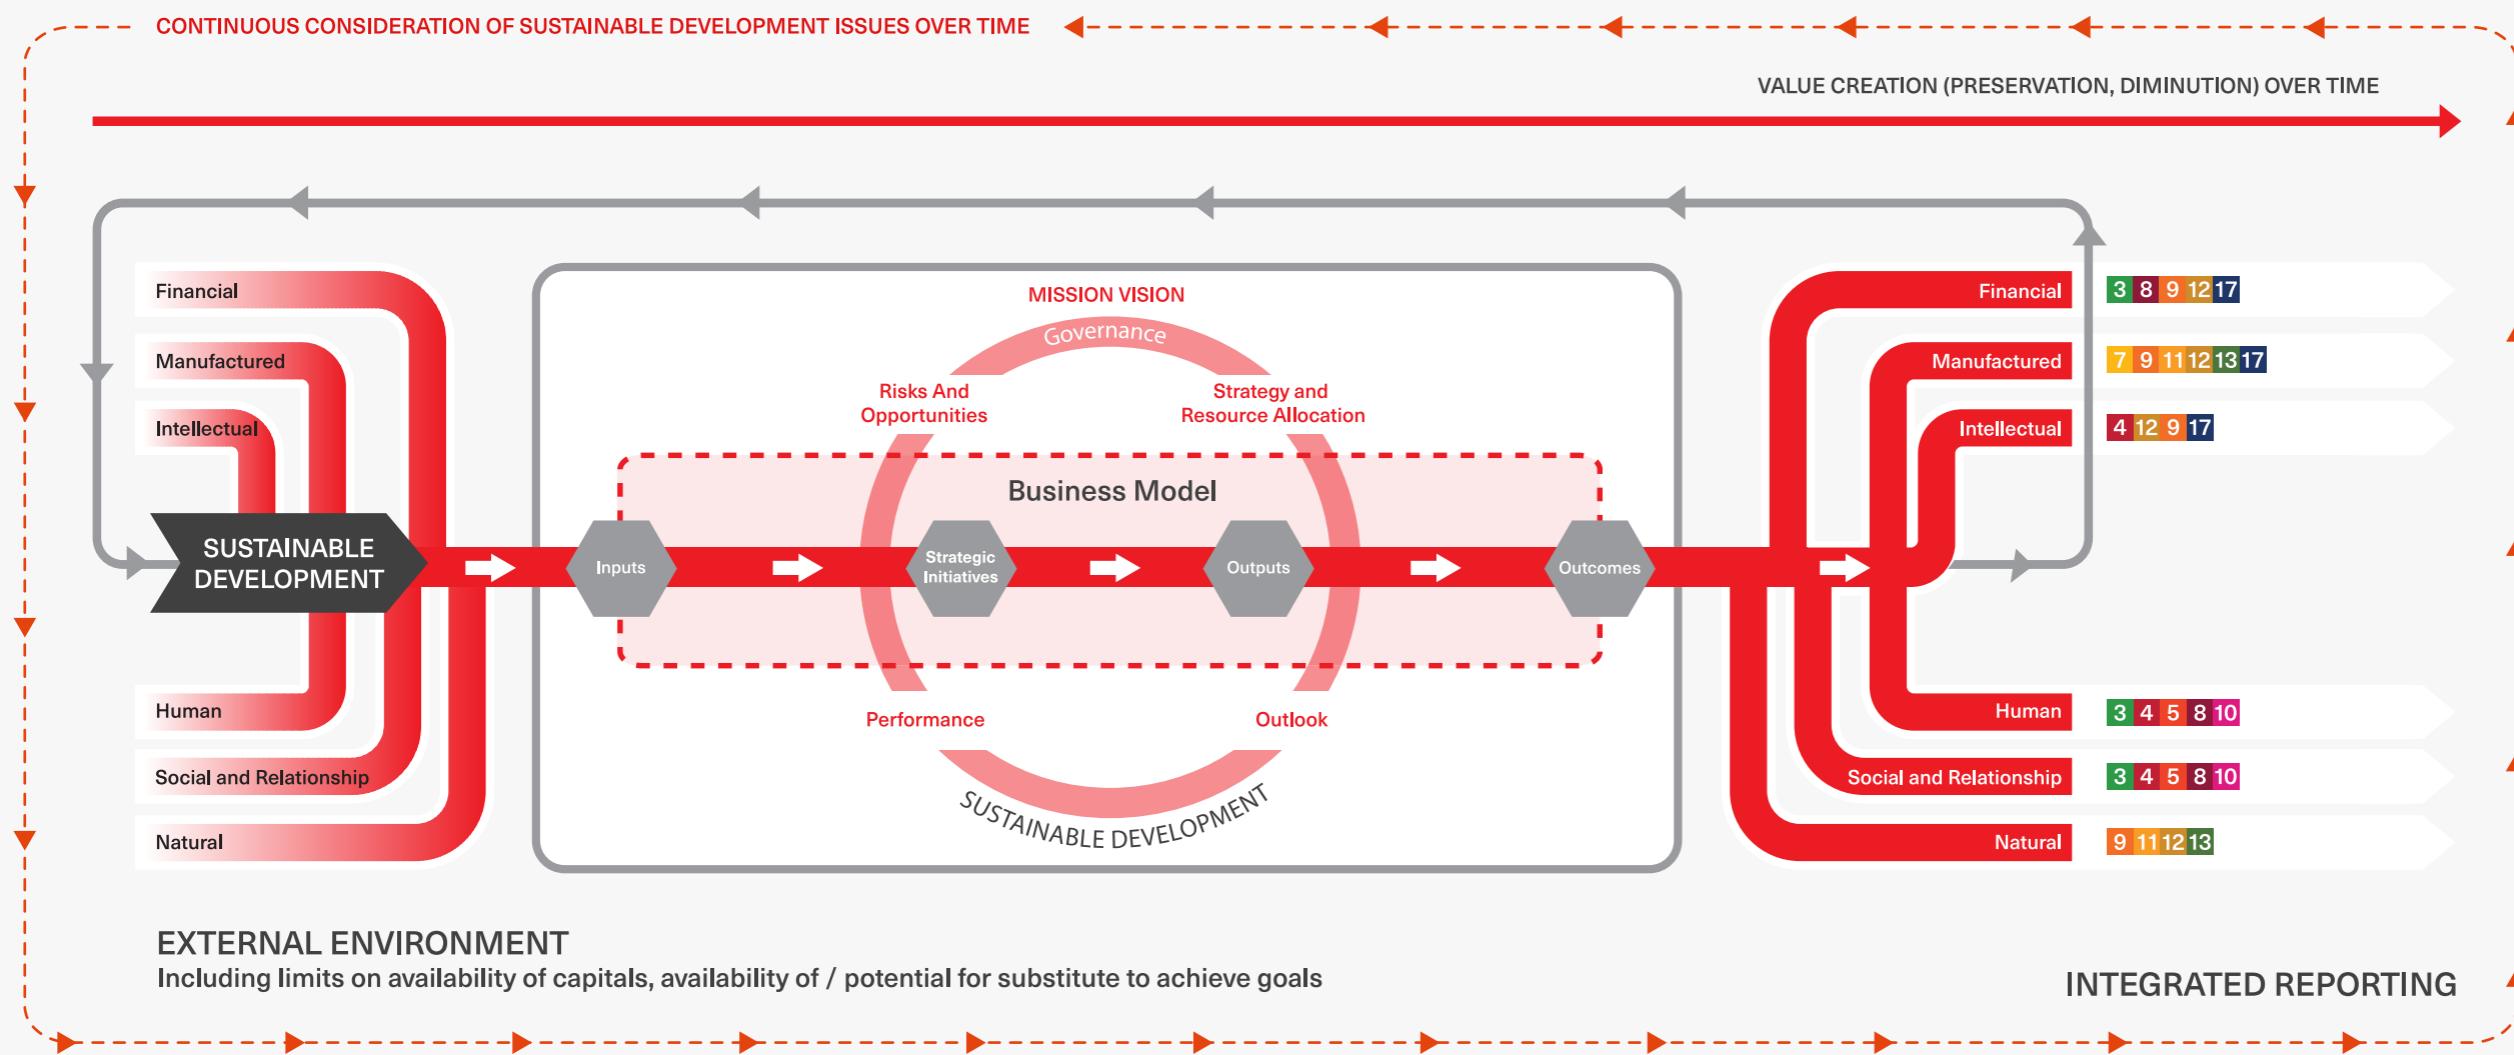 CONTINUOUS CONSIDERATION OF SUSTAINABLE DEVELOPMENT ISSUES OVER TIME
VALUE CREATION (PRESERVATION, DIMINUTION) OVER TIME
Financial
Manufactured
Intellectual
SUSTAINABLE
DEVELOPMENT
Human
Social and Relationship
Natural
MISSION VISION
Governance
Risks And
Opportunities
Strategy and
Resource Allocation
Business Model
Inputs
Strategic
Initiatives
Outputs
Outcomes
Performance
Outlook
SUSTAINABLE DEVELOPMENT
Financial
3 8 9 12 17
Manufactured
7 9 11 12 13 17
Intellectual
4 12 9 17
Human
3 4 5 8 10
Social and Relationship
3 4 5 8 10
Natural
9 11 12 13
EXTERNAL ENVIRONMENT
Including limits on availability of capitals, availability of / potential for substitute to achieve goals
INTEGRATED REPORTING